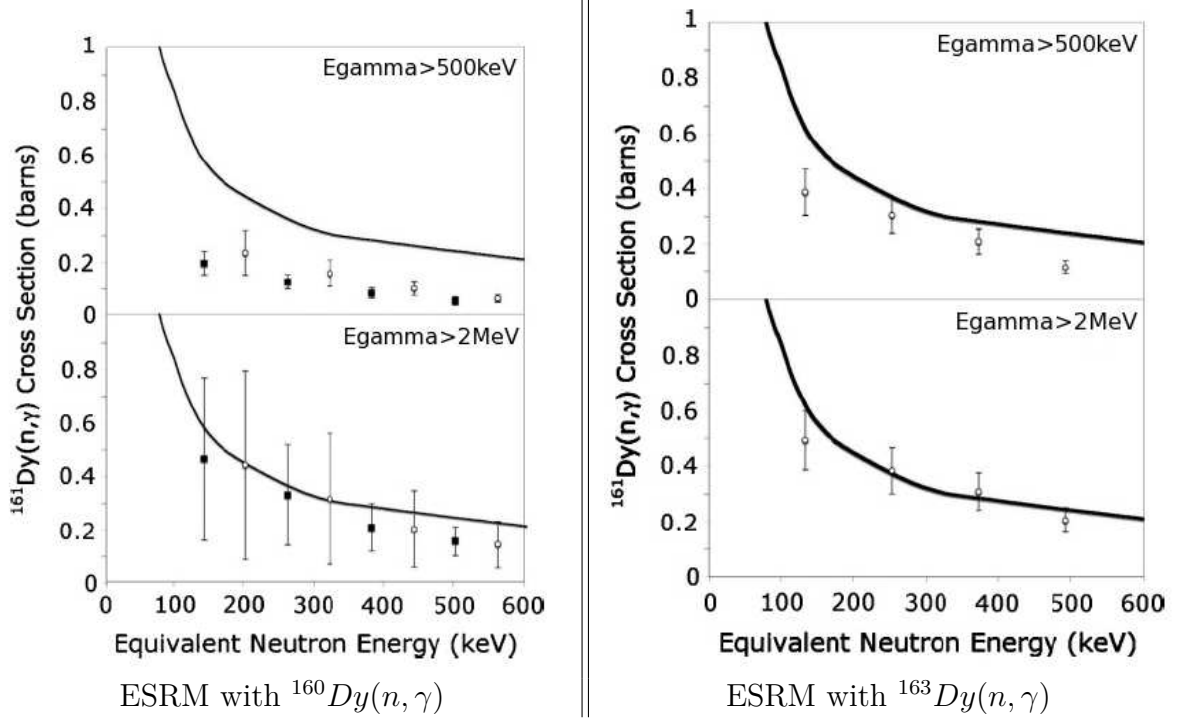 1
0.8
0.6
0.4
0.2
0
Egamma>500keV
0.8
0.6
0.4
0.2
0
Egamma>2MeV
¹⁶¹Dy(n,γ) Cross Section (barns)
0 100 200 300 400 500 600
Equivalent Neutron Energy (keV)
ESRM with ¹⁶⁰Dy(n, γ)
1
0.8
0.6
0.4
0.2
0
Egamma>500keV
0.8
0.6
0.4
0.2
0
Egamma>2MeV
¹⁶¹Dy(n,γ) Cross Section (barns)
0 100 200 300 400 500 600
Equivalent Neutron Energy (keV)
ESRM with ¹⁶³Dy(n, γ)